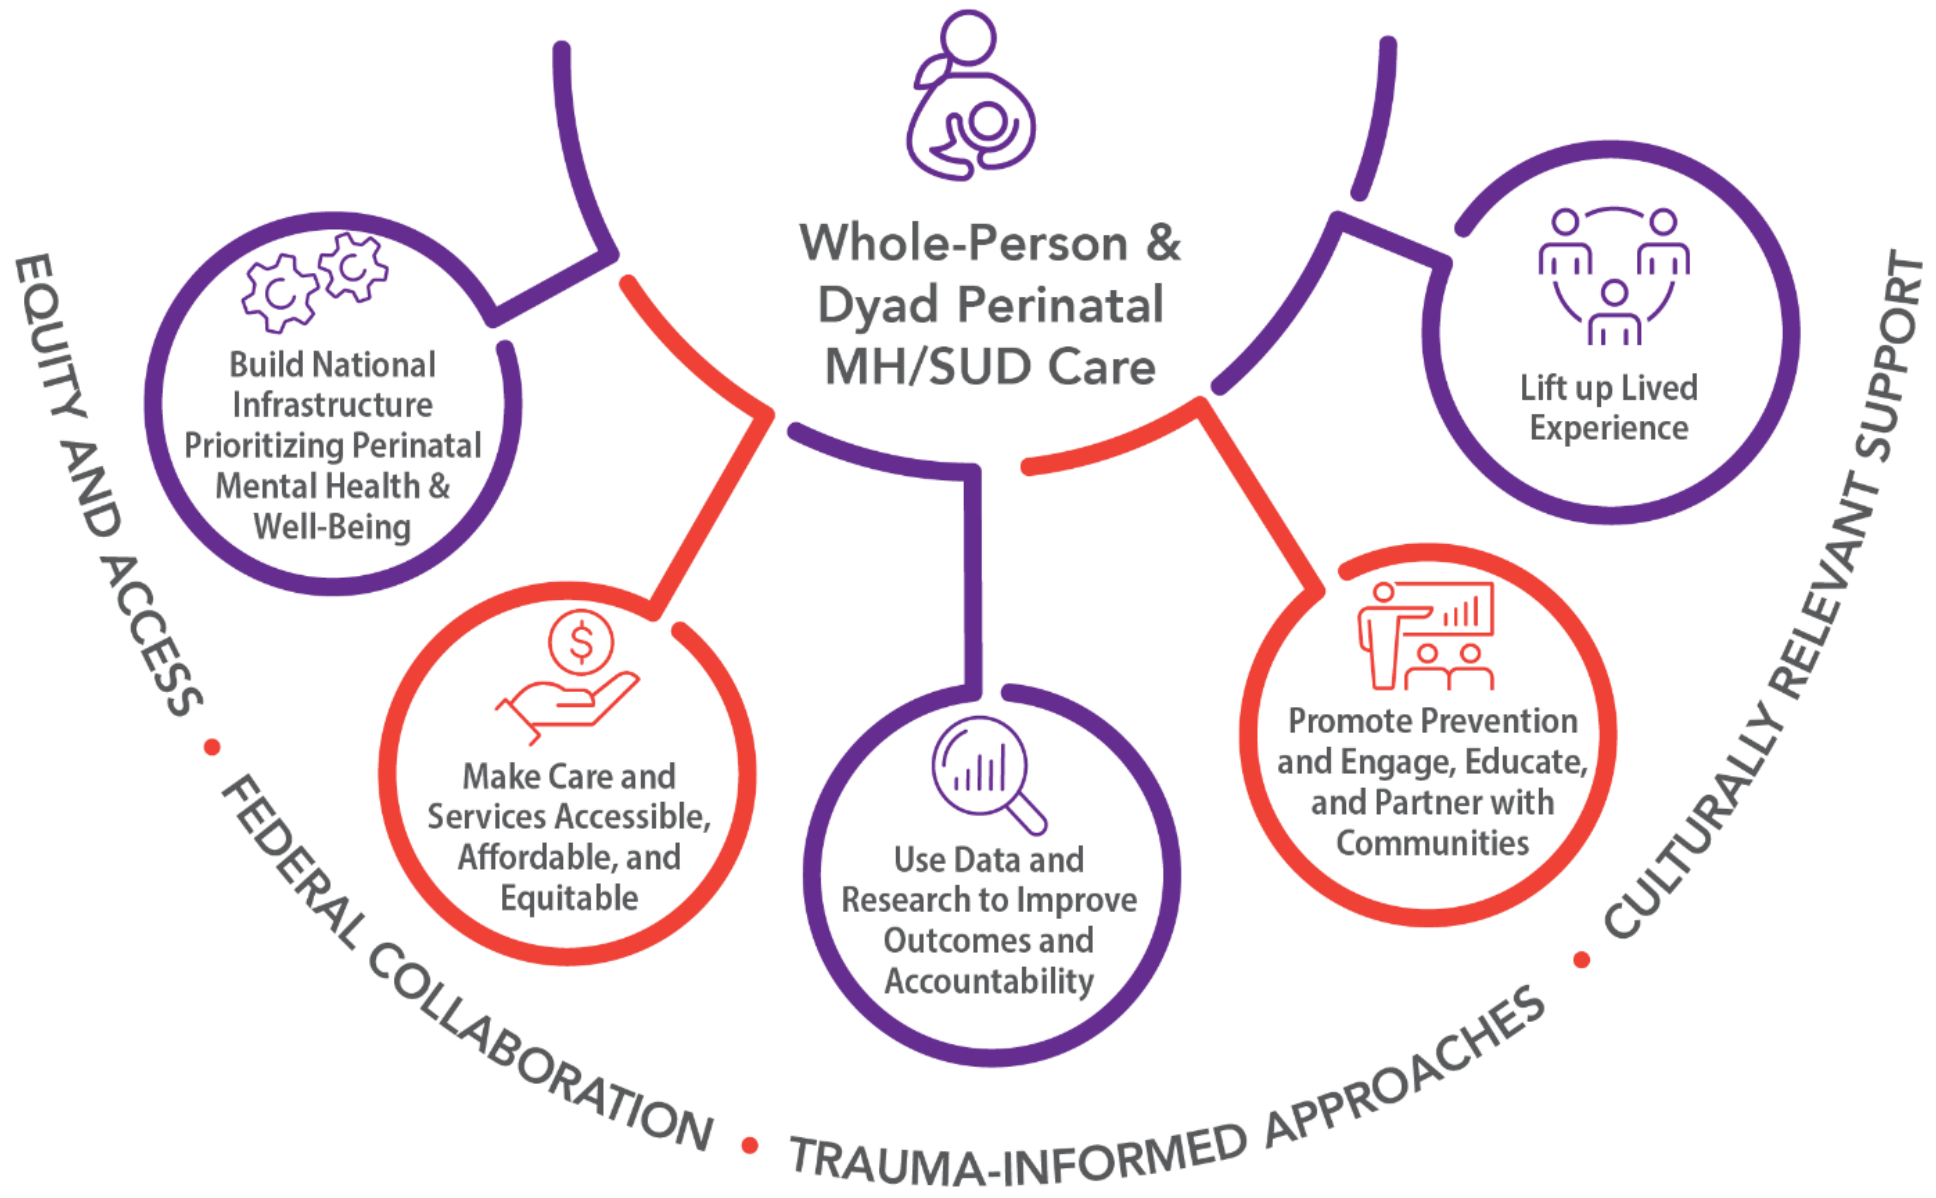 Whole-Person &
Dyad Perinatal
MH/SUD Care
Build National
Infrastructure
Prioritizing Perinatal
Mental Health &
Well-Being
$
Make Care and
Services Accessible,
Affordable, and
Equitable
Use Data and
Research to Improve
Outcomes and
Accountability
Promote Prevention
and Engage, Educate,
and Partner with
Communities
Lift up Lived
Experience
EQUITY AND ACCESS • FEDERAL COLLABORATION • TRAUMA-INFORMED APPROACHES • CULTURALLY RELEVANT SUPPORT